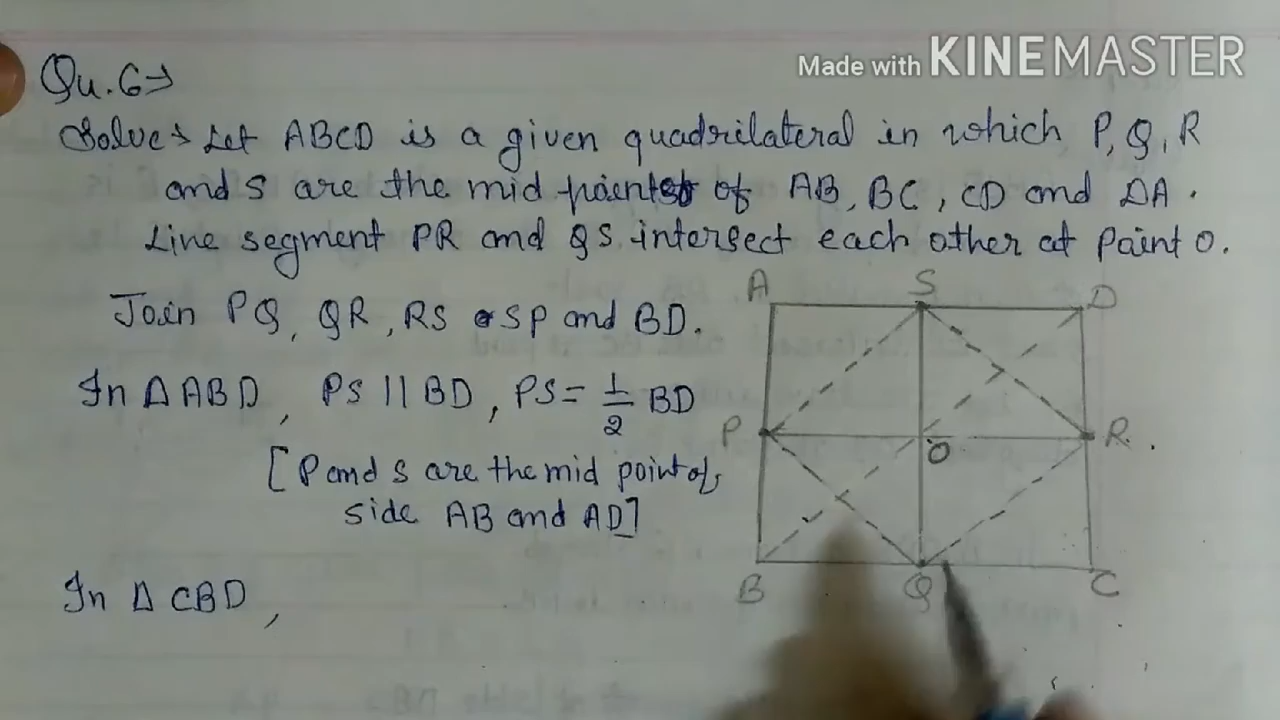 Made with KINEMASTER
Qu. 6→
Solve→ Let ABCD is a given quadrilateral in which P, Q, R
and S are the mid points of AB, BC, CD and DA.
Line segment PR and QS intersect each other at Paint O.
Join PQ, QR, RS SP and BD.
In Δ ABD, PS || BD, PS = 1/2 BD
[P and S are the mid point of,
side AB and AD]
In Δ CBD,
A S D
P O R.
B Q C